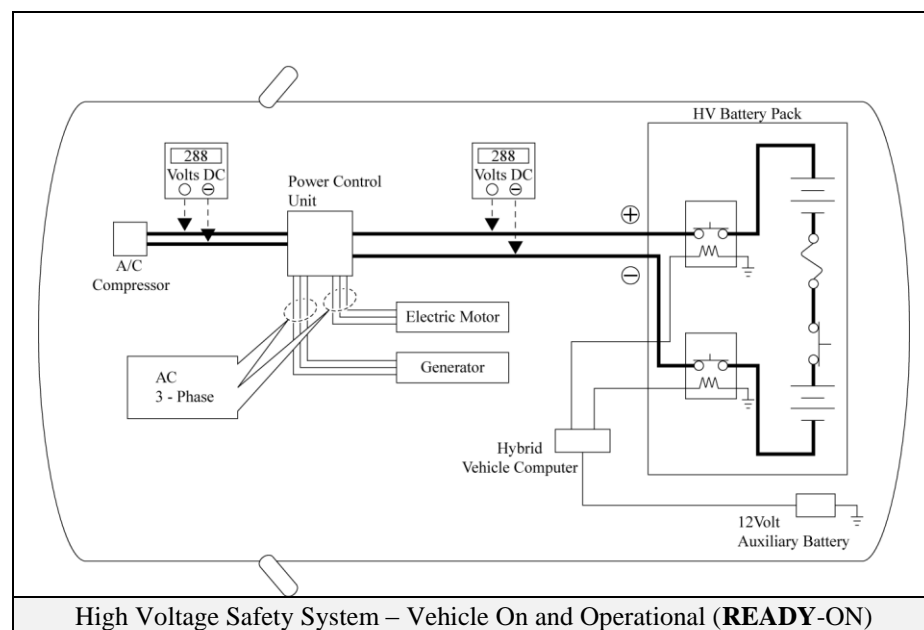 HV Battery Pack
288
Volts DC
288
Volts DC
Power Control
Unit
A/C
Compressor
Electric Motor
Generator
AC
3 - Phase
Hybrid
Vehicle Computer
12Volt
Auxiliary Battery
High Voltage Safety System – Vehicle On and Operational (READY-ON)